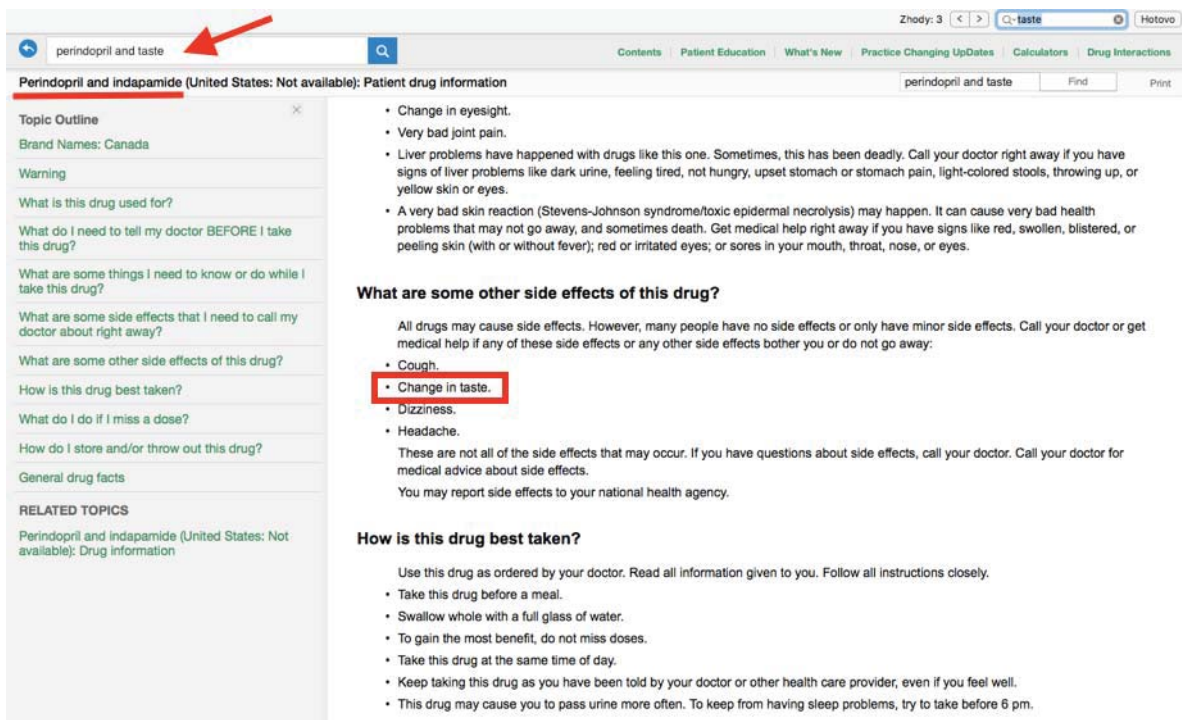 Zhody: 3 < > taste Hotovo
perindopril and taste
Contents Patient Education What's New Practice Changing UpDates Calculators Drug Interactions
Perindopril and indapamide (United States: Not available): Patient drug information
perindopril and taste Find Print
Topic Outline
Brand Names: Canada
Warning
What is this drug used for?
What do I need to tell my doctor BEFORE I take
this drug?
What are some things I need to know or do while I
take this drug?
What are some side effects that I need to call my
doctor about right away?
What are some other side effects of this drug?
How is this drug best taken?
What do I do if I miss a dose?
How do I store and/or throw out this drug?
General drug facts
RELATED TOPICS
Perindopril and indapamide (United States: Not
available): Drug information
• Change in eyesight.
• Very bad joint pain.
• Liver problems have happened with drugs like this one. Sometimes, this has been deadly. Call your doctor right away if you have
signs of liver problems like dark urine, feeling tired, not hungry, upset stomach or stomach pain, light-colored stools, throwing up, or
yellow skin or eyes.
• A very bad skin reaction (Stevens-Johnson syndrome/toxic epidermal necrolysis) may happen. It can cause very bad health
problems that may not go away, and sometimes death. Get medical help right away if you have signs like red, swollen, blistered, or
peeling skin (with or without fever); red or irritated eyes; or sores in your mouth, throat, nose, or eyes.
What are some other side effects of this drug?
All drugs may cause side effects. However, many people have no side effects or only have minor side effects. Call your doctor or get
medical help if any of these side effects or any other side effects bother you or do not go away:
• Cough.
• Change in taste.
• Dizziness.
• Headache.
These are not all of the side effects that may occur. If you have questions about side effects, call your doctor. Call your doctor for
medical advice about side effects.
You may report side effects to your national health agency.
How is this drug best taken?
Use this drug as ordered by your doctor. Read all information given to you. Follow all instructions closely.
• Take this drug before a meal.
• Swallow whole with a full glass of water.
• To gain the most benefit, do not miss doses.
• Take this drug at the same time of day.
• Keep taking this drug as you have been told by your doctor or other health care provider, even if you feel well.
• This drug may cause you to pass urine more often. To keep from having sleep problems, try to take before 6 pm.